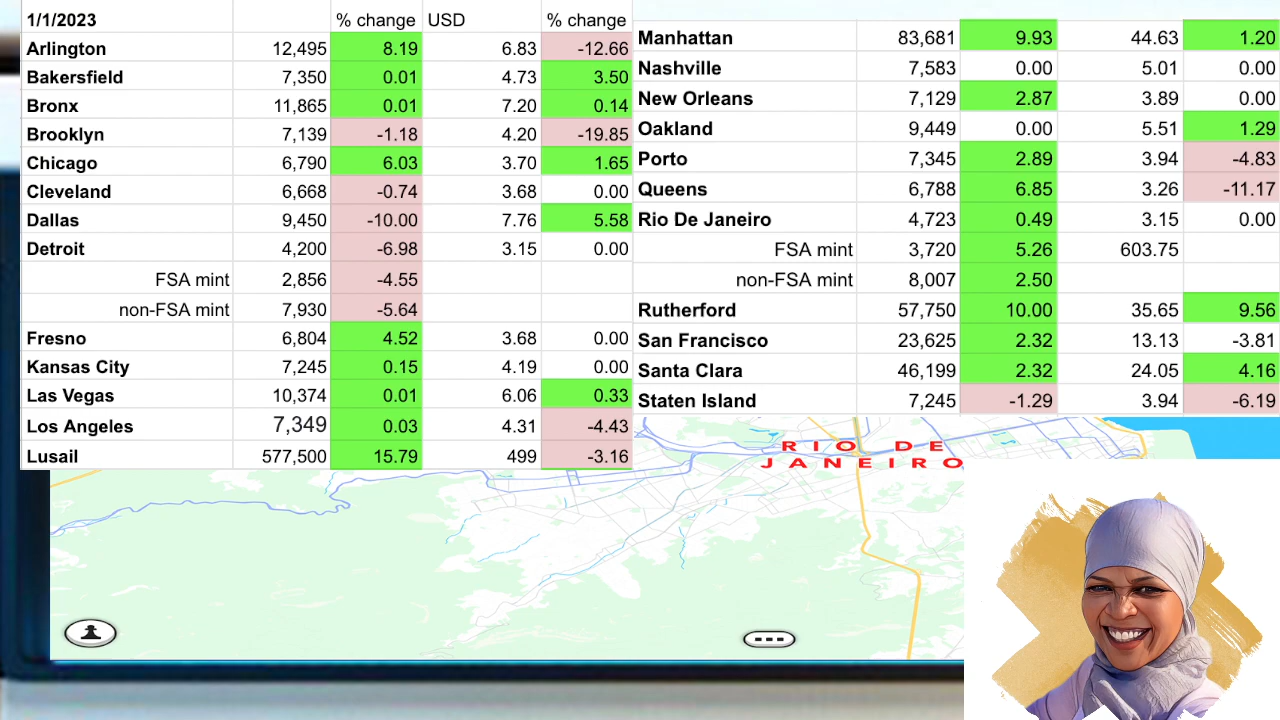 1/1/2023 % change USD % change
Arlington 12,495 8.19 6.83 -12.66
Bakersfield 7,350 0.01 4.73 3.50
Bronx 11,865 0.01 7.20 0.14
Brooklyn 7,139 -1.18 4.20 -19.85
Chicago 6,790 6.03 3.70 1.65
Cleveland 6,668 -0.74 3.68 0.00
Dallas 9,450 -10.00 7.76 5.58
Detroit 4,200 -6.98 3.15 0.00
FSA mint 2,856 -4.55
non-FSA mint 7,930 -5.64
Fresno 6,804 4.52 3.68 0.00
Kansas City 7,245 0.15 4.19 0.00
Las Vegas 10,374 0.01 6.06 0.33
Los Angeles 7,349 0.03 4.31 -4.43
Lusail 577,500 15.79 499 -3.16
Manhattan 83,681 9.93 44.63 1.20
Nashville 7,583 0.00 5.01 0.00
New Orleans 7,129 2.87 3.89 0.00
Oakland 9,449 0.00 5.51 1.29
Porto 7,345 2.89 3.94 -4.83
Queens 6,788 6.85 3.26 -11.17
Rio De Janeiro 4,723 0.49 3.15 0.00
FSA mint 3,720 5.26 603.75
non-FSA mint 8,007 2.50
Rutherford 57,750 10.00 35.65 9.56
San Francisco 23,625 2.32 13.13 -3.81
Santa Clara 46,199 2.32 24.05 4.16
Staten Island 7,245 -1.29 3.94 -6.19
RIO DE
JANEIRO